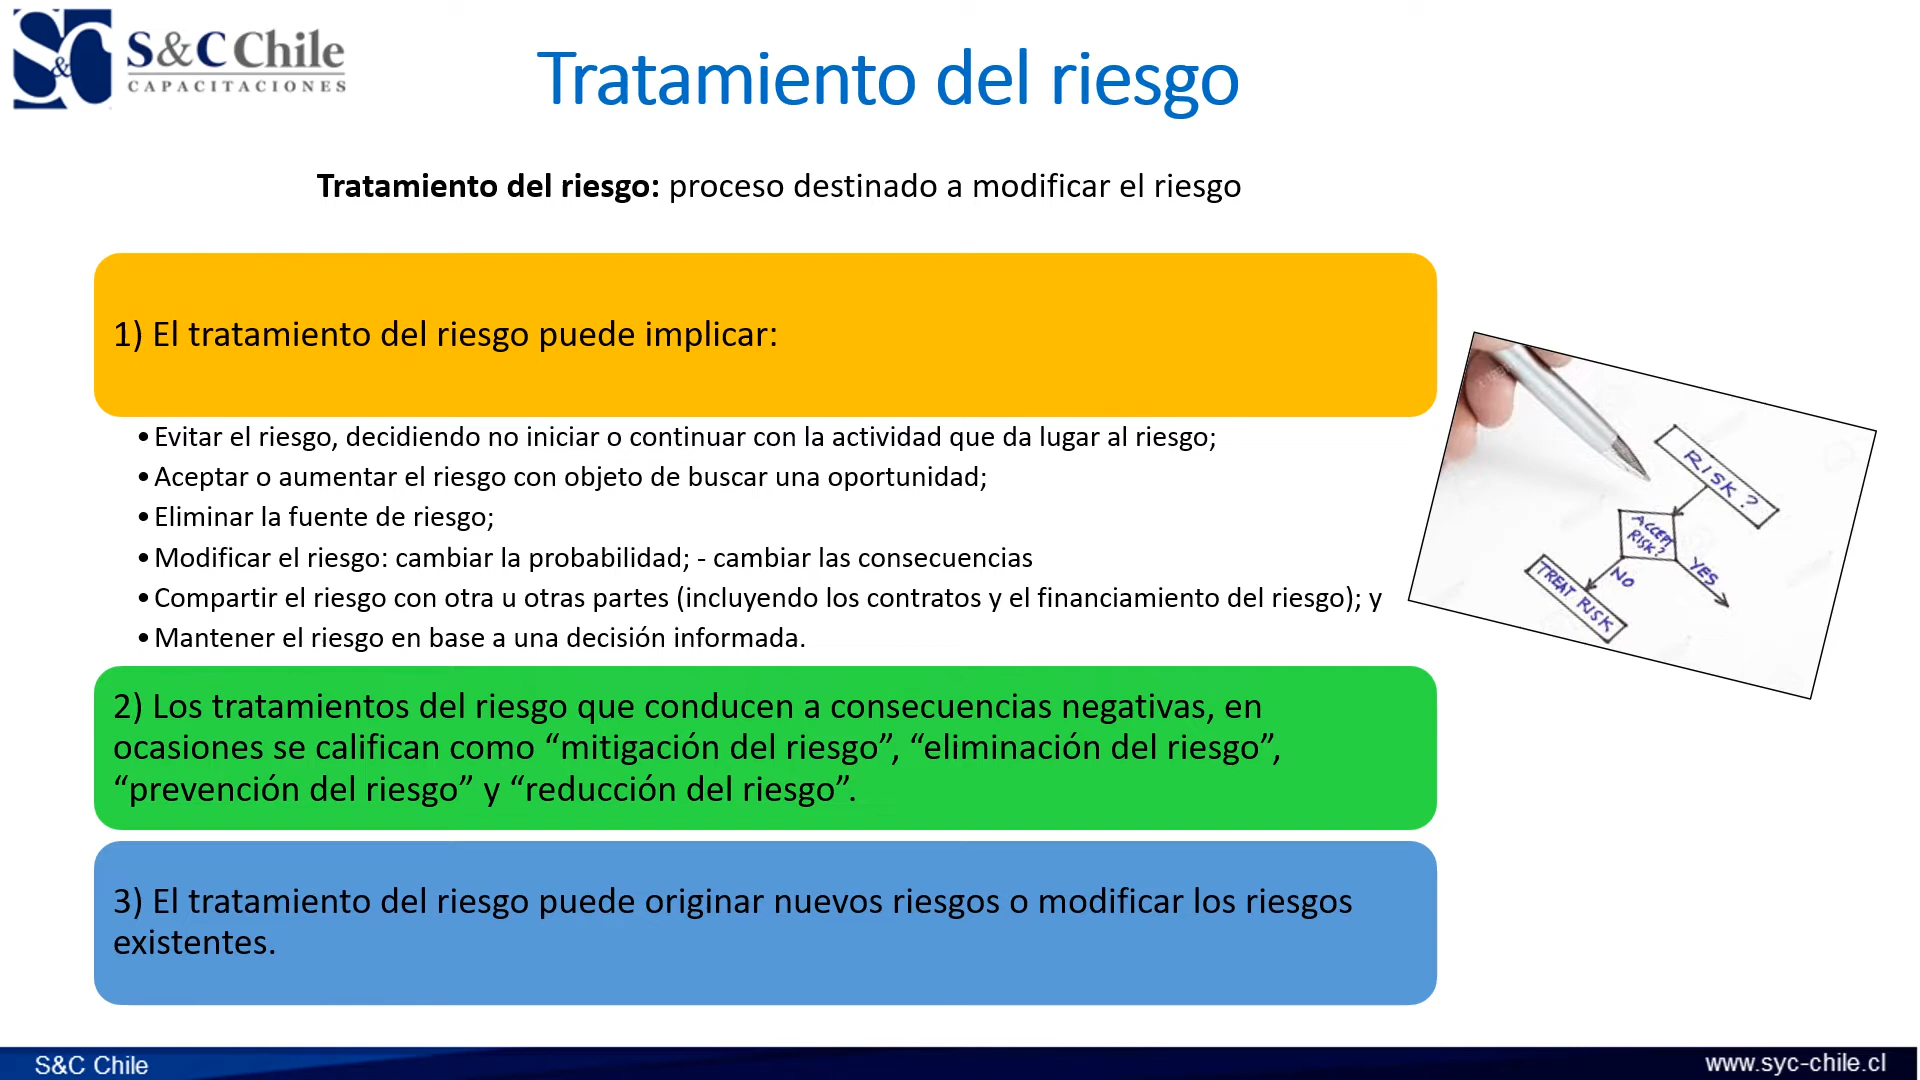 S&C Chile
CAPACITACIONES
Tratamiento del riesgo
Tratamiento del riesgo: proceso destinado a modificar el riesgo
1) El tratamiento del riesgo puede implicar:
•Evitar el riesgo, decidiendo no iniciar o continuar con la actividad que da lugar al riesgo;
•Aceptar o aumentar el riesgo con objeto de buscar una oportunidad;
•Eliminar la fuente de riesgo;
•Modificar el riesgo: cambiar la probabilidad; - cambiar las consecuencias
•Compartir el riesgo con otra u otras partes (incluyendo los contratos y el financiamiento del riesgo); y
•Mantener el riesgo en base a una decisión informada.
RISK ?
ACCEPT
RISK?
NO
YES
TREAT RISK
2) Los tratamientos del riesgo que conducen a consecuencias negativas, en
ocasiones se califican como “mitigación del riesgo”, “eliminación del riesgo”,
“prevención del riesgo” y “reducción del riesgo”.
3) El tratamiento del riesgo puede originar nuevos riesgos o modificar los riesgos
existentes.
S&C Chile
www.syc-chile.cl